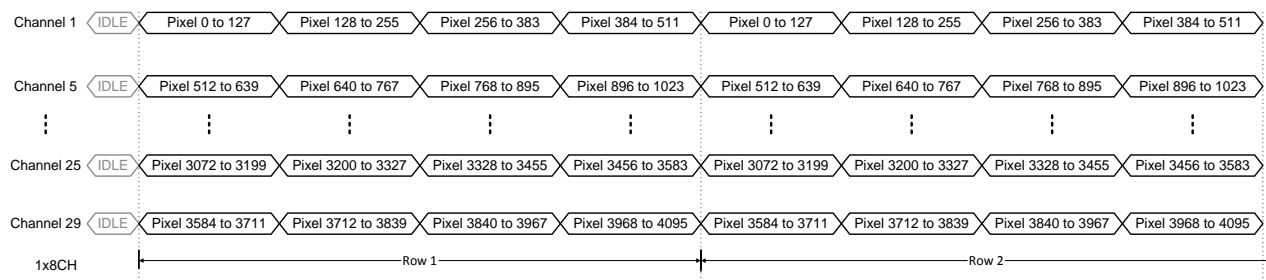 Channel 1 IDLE Pixel 0 to 127 Pixel 128 to 255 Pixel 256 to 383 Pixel 384 to 511 Pixel 0 to 127 Pixel 128 to 255 Pixel 256 to 383 Pixel 384 to 511
Channel 5 IDLE Pixel 512 to 639 Pixel 640 to 767 Pixel 768 to 895 Pixel 896 to 1023 Pixel 512 to 639 Pixel 640 to 767 Pixel 768 to 895 Pixel 896 to 1023
Channel 25 IDLE Pixel 3072 to 3199 Pixel 3200 to 3327 Pixel 3328 to 3455 Pixel 3456 to 3583 Pixel 3072 to 3199 Pixel 3200 to 3327 Pixel 3328 to 3455 Pixel 3456 to 3583
Channel 29 IDLE Pixel 3584 to 3711 Pixel 3712 to 3839 Pixel 3840 to 3967 Pixel 3968 to 4095 Pixel 3584 to 3711 Pixel 3712 to 3839 Pixel 3840 to 3967 Pixel 3968 to 4095
1x8CH Row 1 Row 2